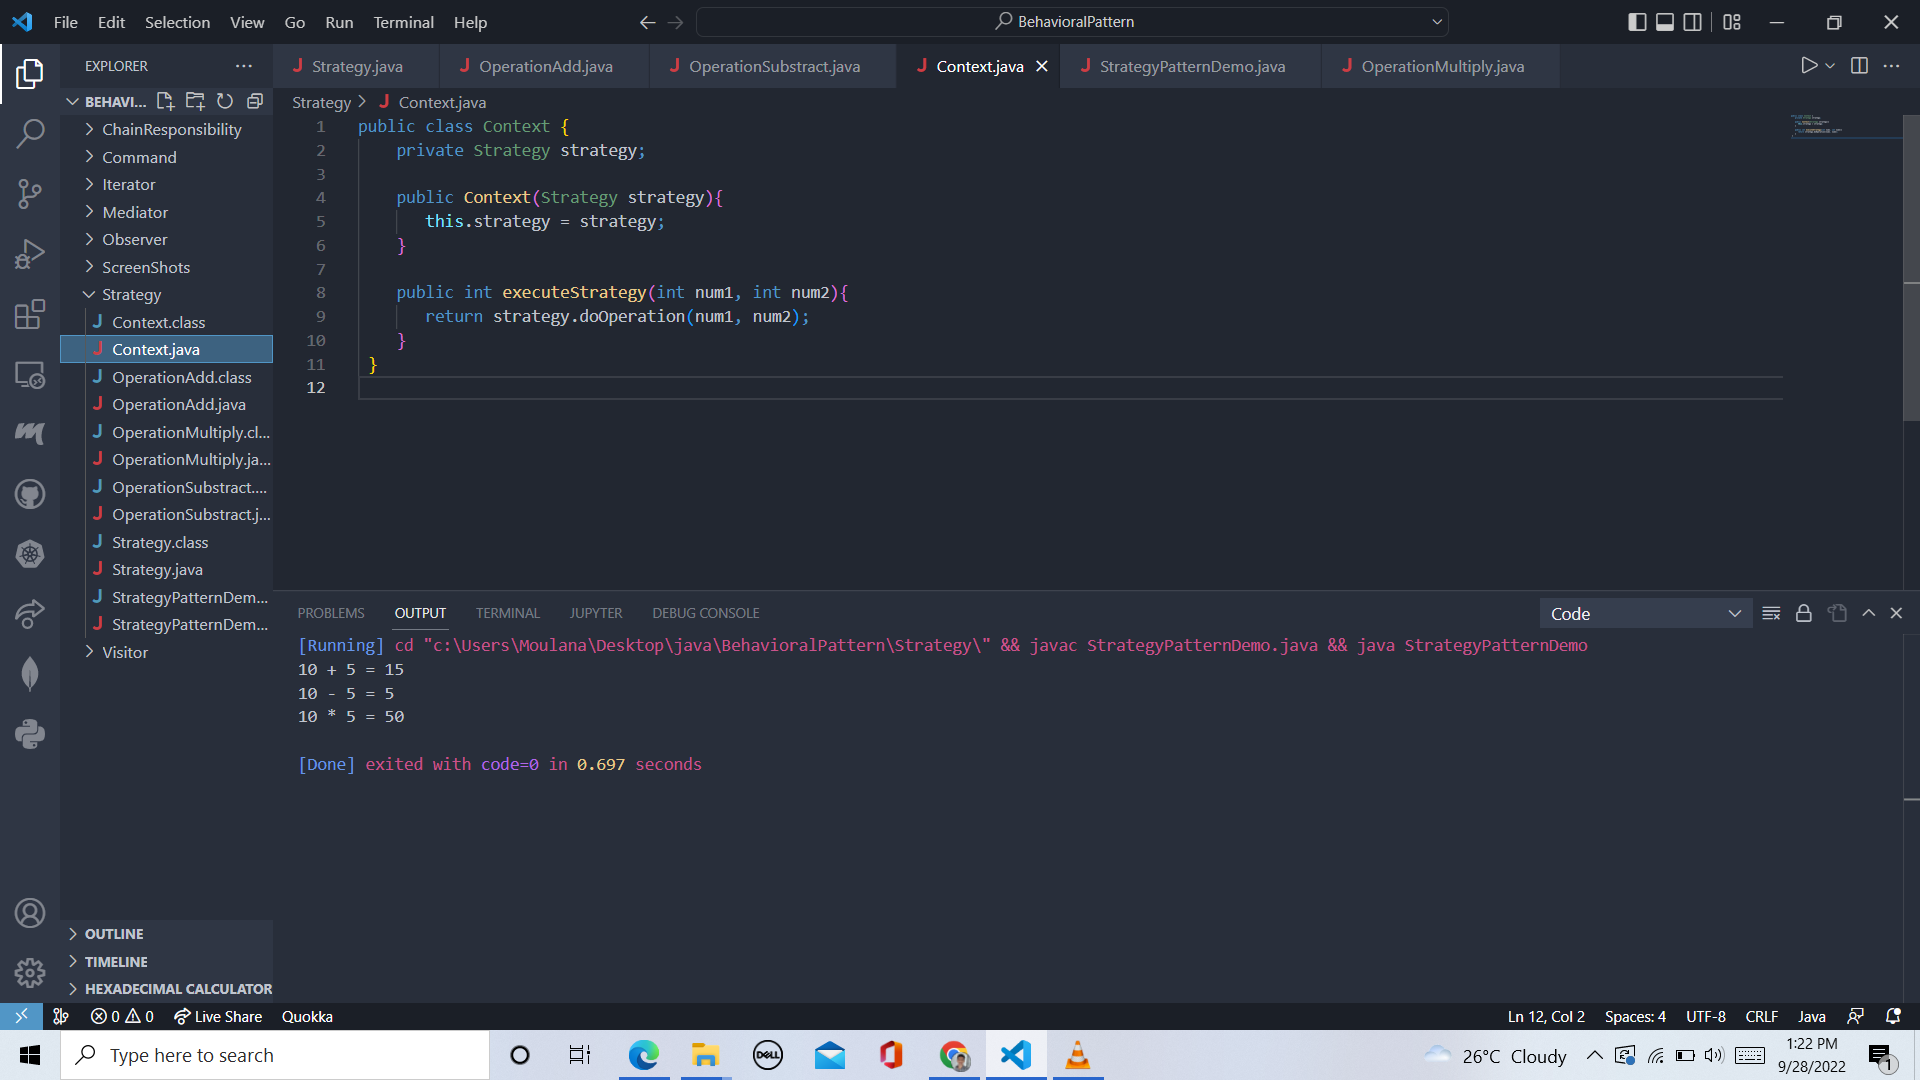 File Edit Selection View Go Run Terminal Help
BehavioralPattern
EXPLORER
BEHAVI...
ChainResponsibility
Command
Iterator
Mediator
Observer
ScreenShots
Strategy
Context.class
Context.java
OperationAdd.class
OperationAdd.java
OperationMultiply.cl...
OperationMultiply.ja...
OperationSubstract....
OperationSubstract.j...
Strategy.class
Strategy.java
StrategyPatternDem...
StrategyPatternDem...
Visitor
OUTLINE
TIMELINE
HEXADECIMAL CALCULATOR
Strategy.java OperationAdd.java OperationSubstract.java Context.java StrategyPatternDemo.java OperationMultiply.java
Strategy > Context.java
1 public class Context {
2 private Strategy strategy;
3
4 public Context(Strategy strategy){
5 this.strategy = strategy;
6 }
7
8 public int executeStrategy(int num1, int num2){
9 return strategy.doOperation(num1, num2);
10 }
11 }
12
PROBLEMS OUTPUT TERMINAL JUPYTER DEBUG CONSOLE
Code
[Running] cd "c:\Users\Moulana\Desktop\java\BehavioralPattern\Strategy\" && javac StrategyPatternDemo.java && java StrategyPatternDemo
10 + 5 = 15
10 - 5 = 5
10 * 5 = 50
[Done] exited with code=0 in 0.697 seconds
0 0 Live Share Quokka
Ln 12, Col 2 Spaces: 4 UTF-8 CRLF Java
Type here to search
DELL
26°C Cloudy
1:22 PM
9/28/2022
1